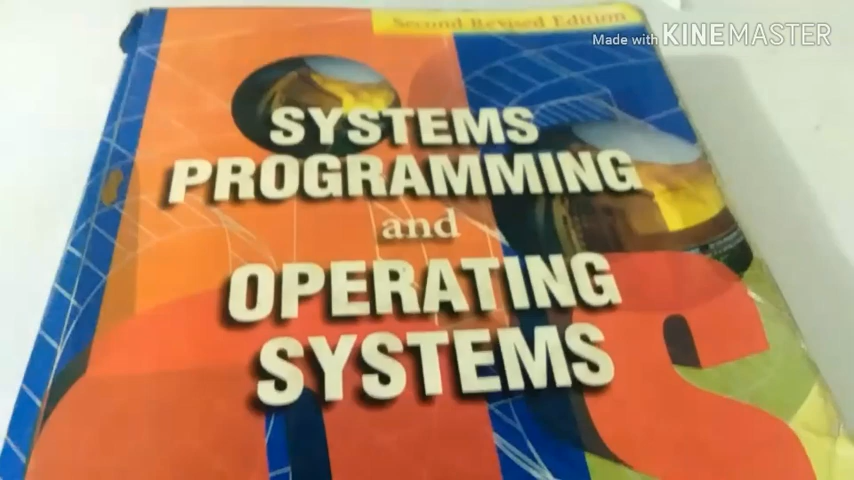 Second Revised Edition
Made with KINEMASTER
SYSTEMS
PROGRAMMING
and
OPERATING
SYSTEMS